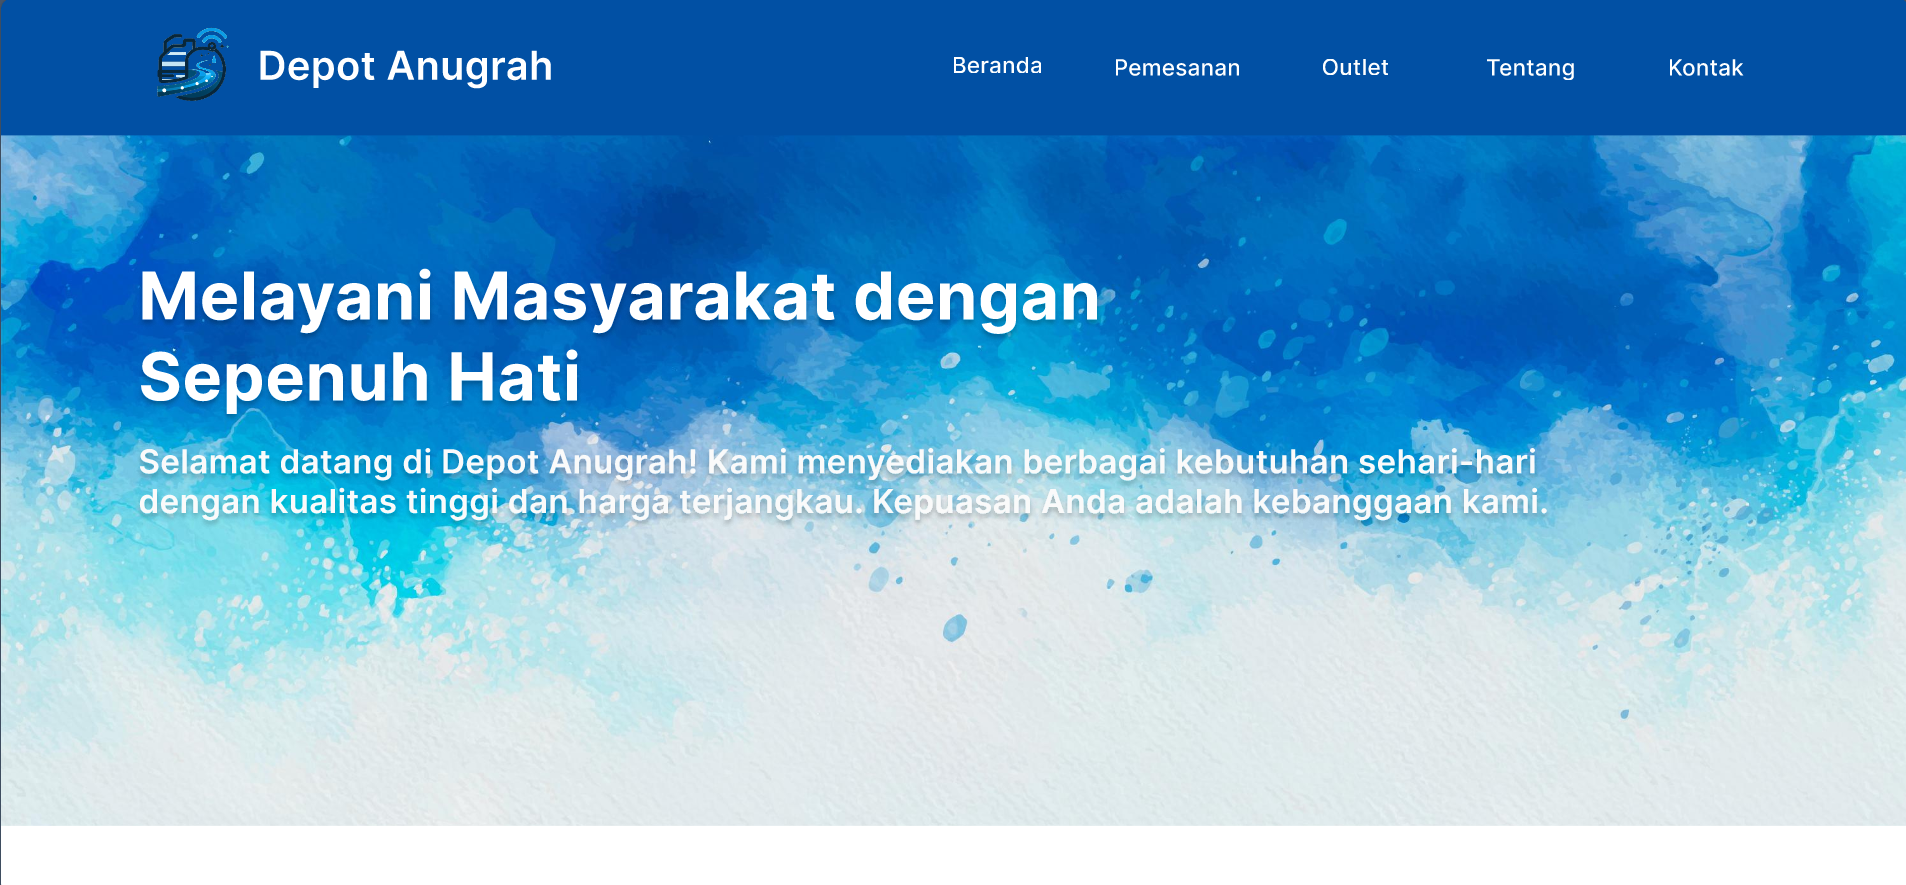 Depot Anugrah
Beranda
Pemesanan
Outlet
Tentang
Kontak
Melayani Masyarakat dengan
Sepenuh Hati
Selamat datang di Depot Anugrah! Kami menyediakan berbagai kebutuhan sehari-hari
dengan kualitas tinggi dan harga terjangkau. Kepuasan Anda adalah kebanggaan kami.